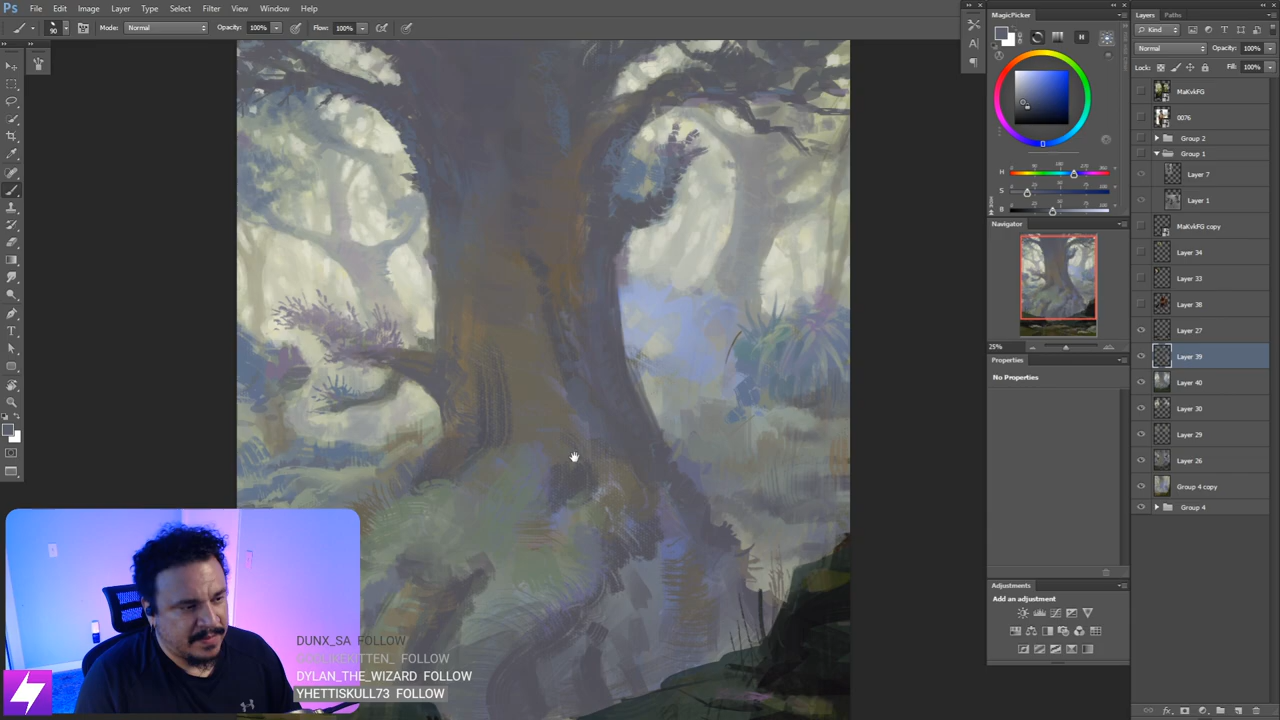 Ps File Edit Image Layer Type Select Filter View Window Help
90 Mode: Normal Opacity: 100% Flow: 100%
MagicPicker
H
H
S
B
Navigator
25%
Properties
No Properties
Adjustments
Add an adjustment
Layers Paths
Kind
Normal Opacity: 100%
Lock: Fill: 100%
MaKvkFG
0076
Group 2
Group 1
Layer 7
Layer 1
MaKvkFG copy
Layer 34
Layer 33
Layer 38
Layer 27
Layer 39
Layer 40
Layer 30
Layer 29
Layer 26
Group 4 copy
Group 4
DUNX_SA FOLLOW
FOLLOW
DYLAN_THE_WIZARD FOLLOW
YHETTISKULL73 FOLLOW